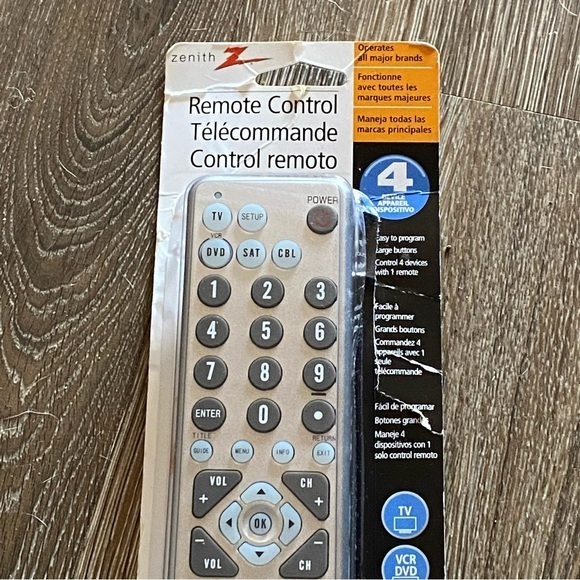 zenith
Remote Control
Télécommande
Control remoto
Operates
all major brands
Fonctionne
avec toutes les
marques majeures
Maneja todas las
marcas principales
4
DEVICE
APPAREIL
DISPOSITIVO
Easy to program
Large buttons
Control 4 devices
with 1 remote
Facile à
programmer
Grands boutons
Commandez 4
appareils avec 1
seule
télécommande
Fácil de programar
Botones grandes
Maneje 4
dispositivos con 1
solo control remoto
TV
VCR
DVD
POWER
TV SETUP
VCR
DVD SAT CBL
1 2 3
4 5 6
7 8 9
ENTER 0 •
TITLE RETURN
GUIDE MENU INFO EXIT
VOL CH
+ +
OK
- -
VOL CH